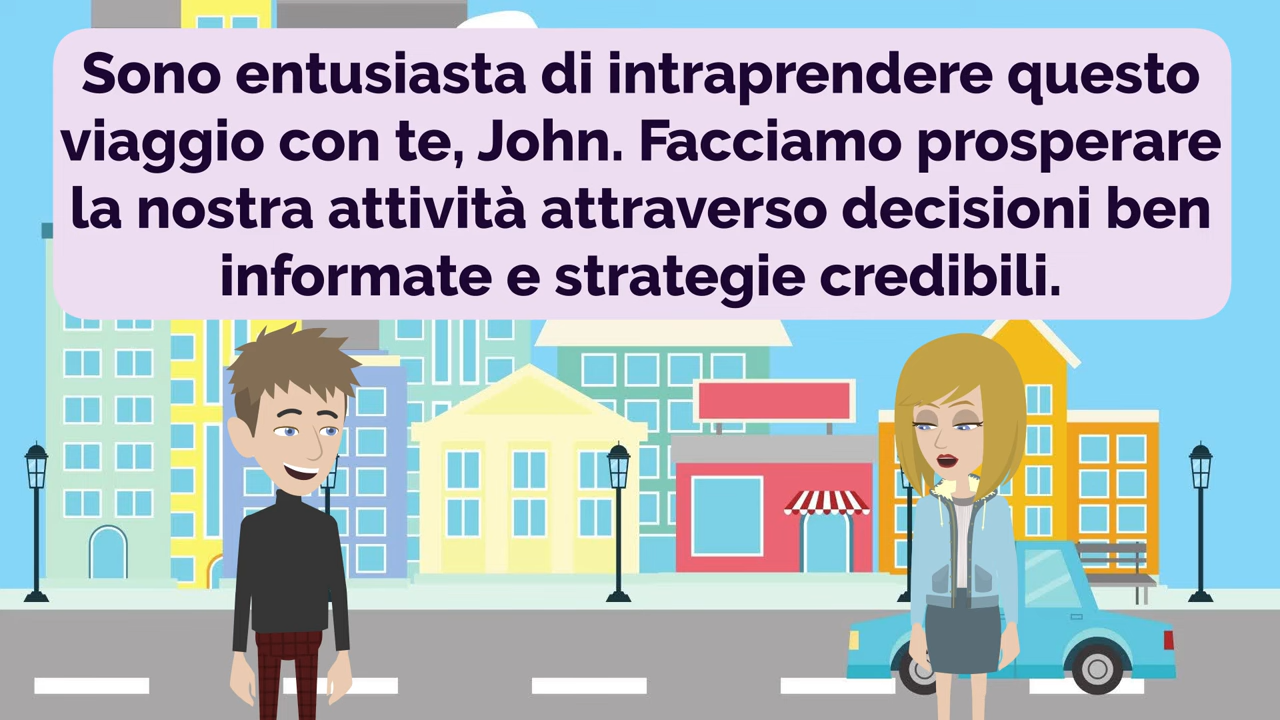 Sono entusiasta di intraprendere questo
viaggio con te, John. Facciamo prosperare
la nostra attività attraverso decisioni ben
informate e strategie credibili.